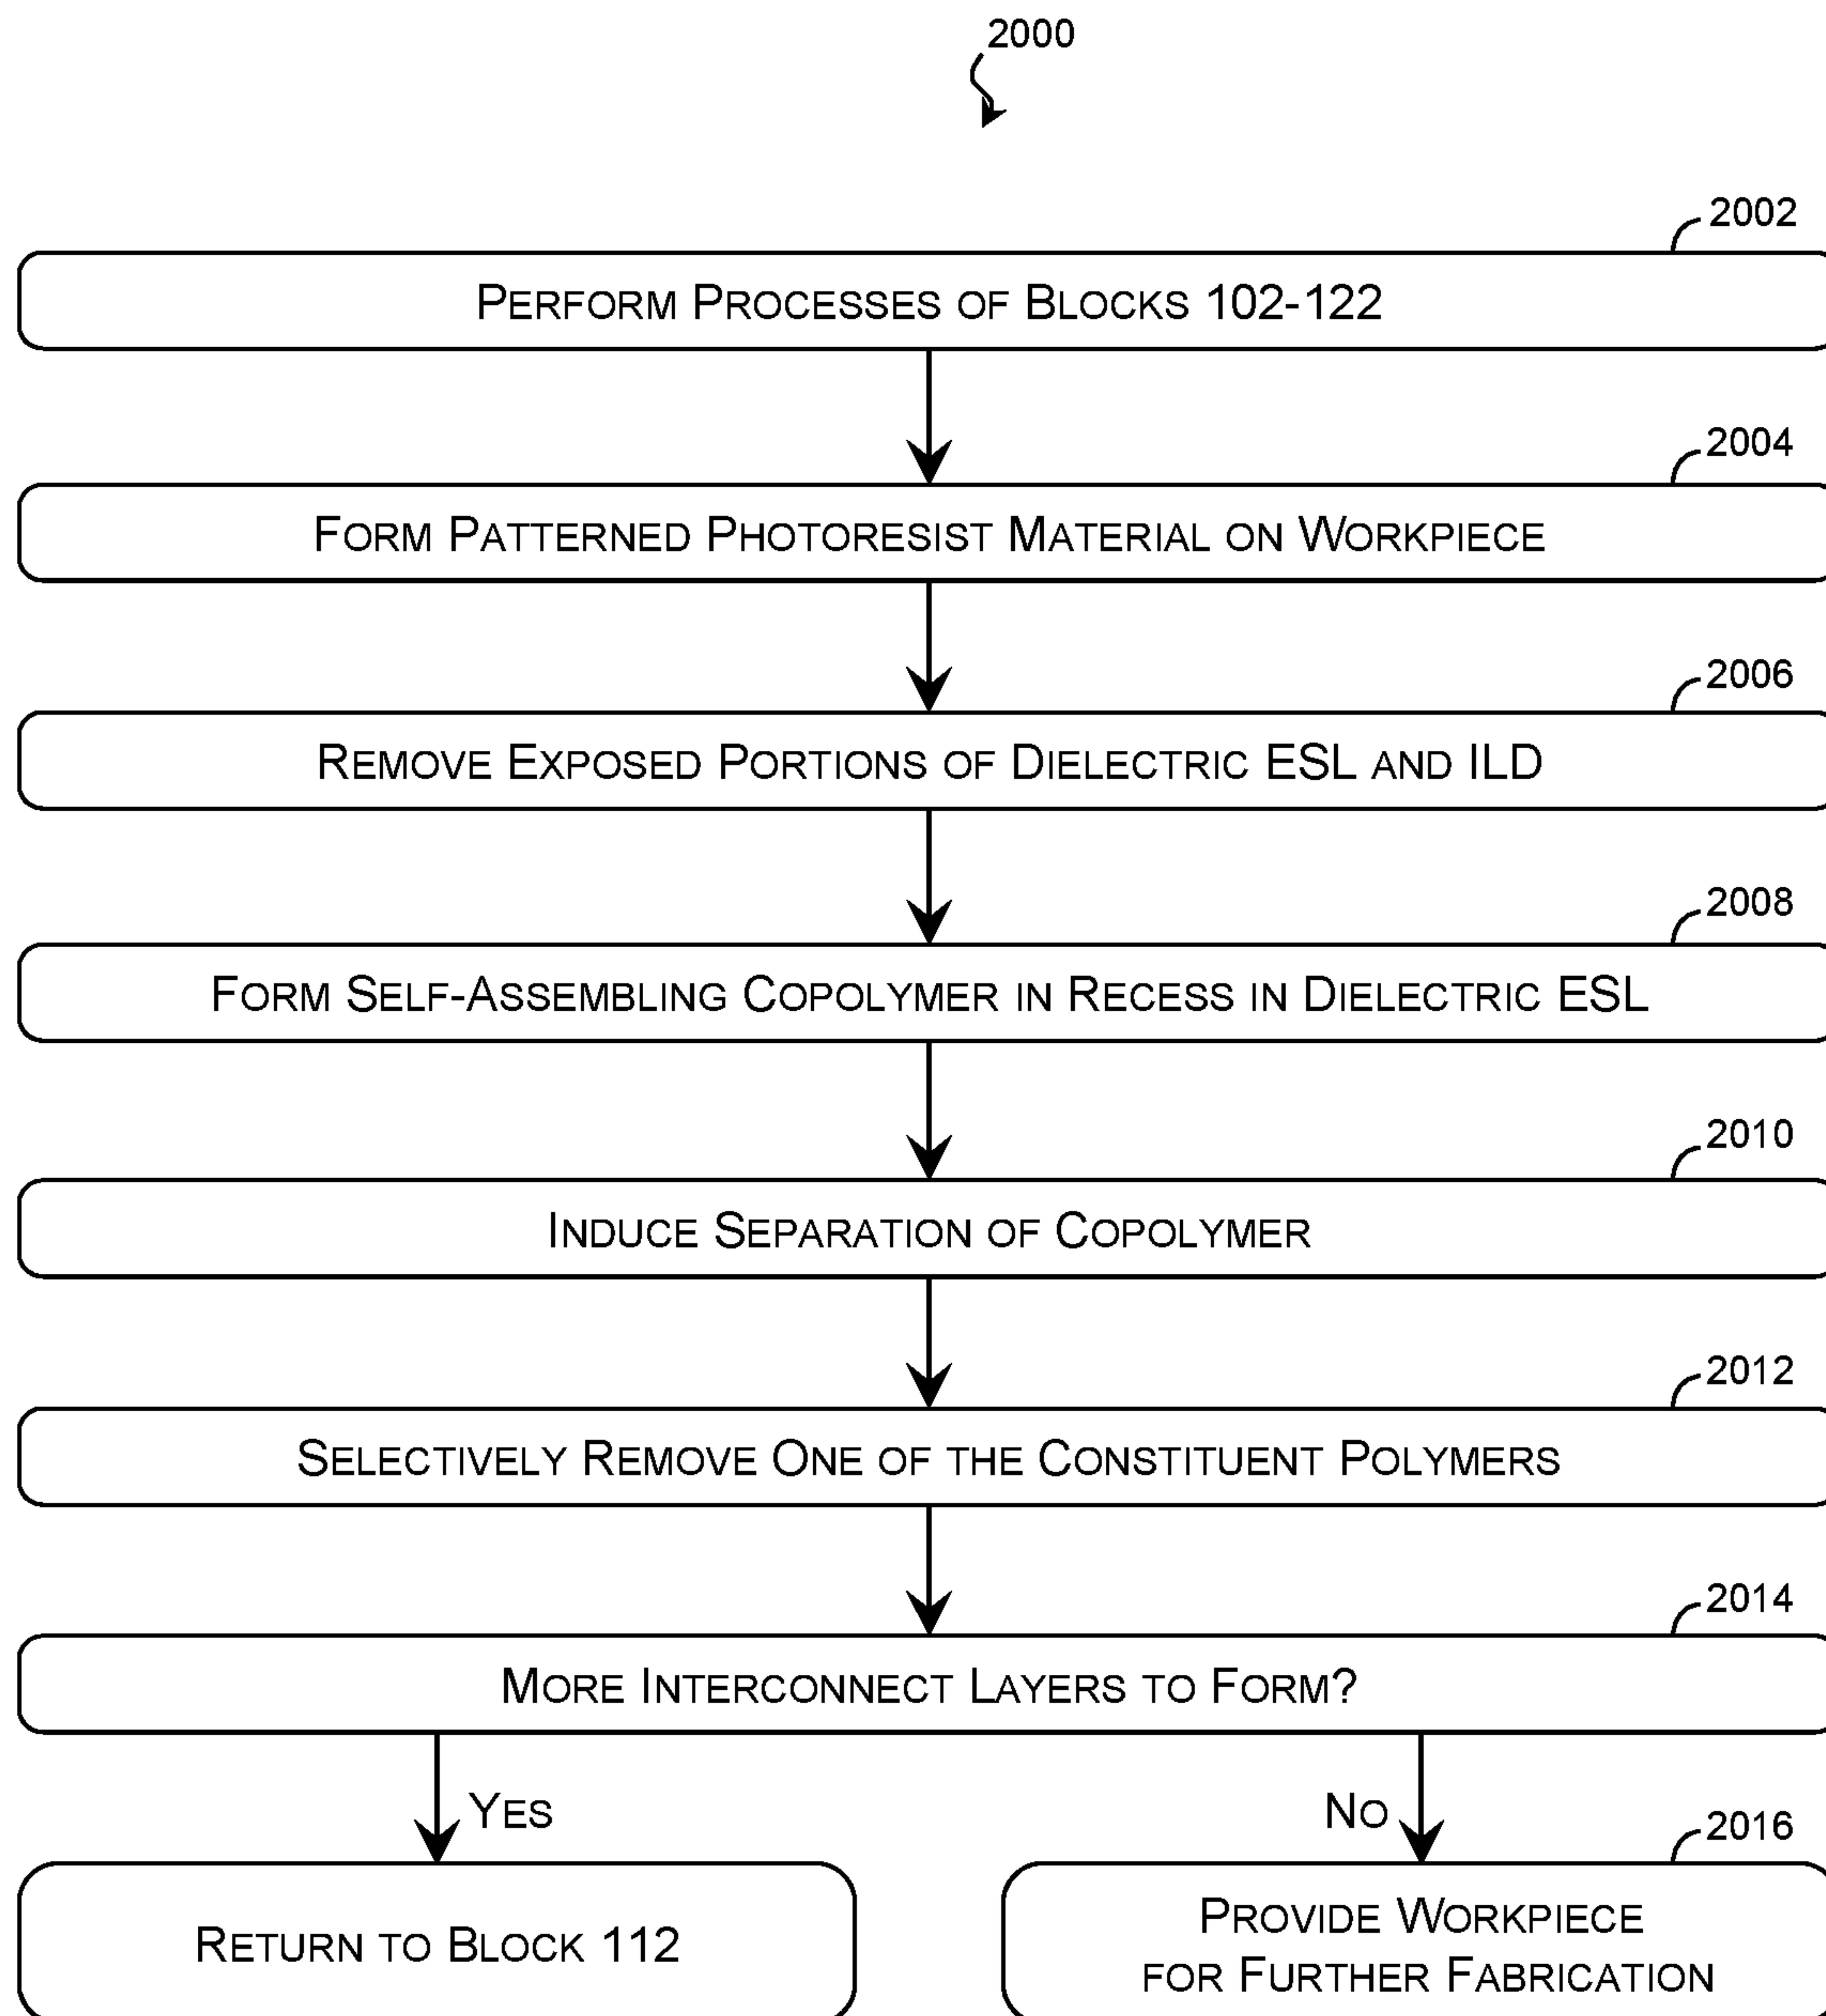 2000
2002
Perform Processes of Blocks 102-122
2004
Form Patterned Photoresist Material on Workpiece
2006
Remove Exposed Portions of Dielectric ESL and ILD
2008
Form Self-Assembling Copolymer in Recess in Dielectric ESL
2010
Induce Separation of Copolymer
2012
Selectively Remove One of the Constituent Polymers
2014
More Interconnect Layers to Form?
Yes
No
2016
Return to Block 112
Provide Workpiece
for Further Fabrication